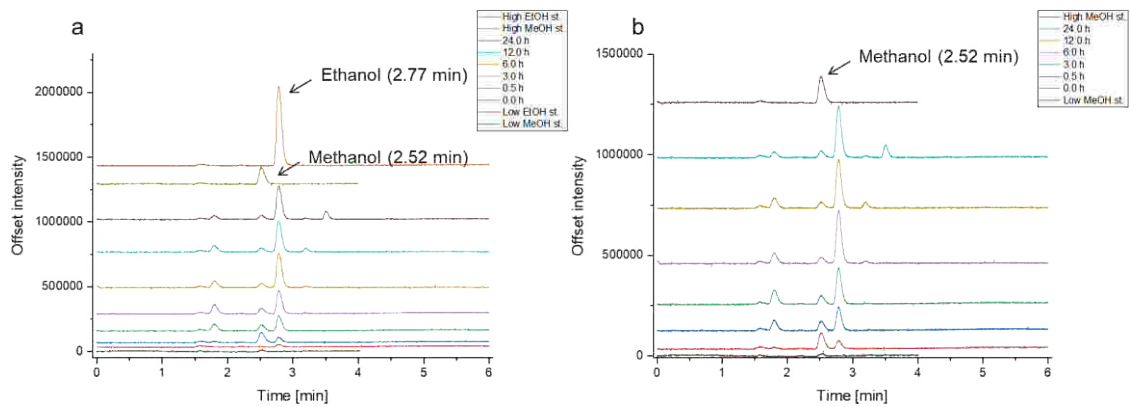 a
High EtOH st.
High MeOH st.
24.0 h
12.0 h
6.0 h
3.0 h
0.5 h
0.0 h
Low EtOH st.
Low MeOH st.
Ethanol (2.77 min)
Methanol (2.52 min)
2000000
1500000
1000000
500000
0
Offset intensity
0 1 2 3 4 5 6
Time [min]
b
High MeOH st.
24.0 h
12.0 h
6.0 h
3.0 h
0.5 h
0.0 h
Low MeOH st.
Methanol (2.52 min)
1500000
1000000
500000
0
Offset intensity
0 1 2 3 4 5 6
Time [min]